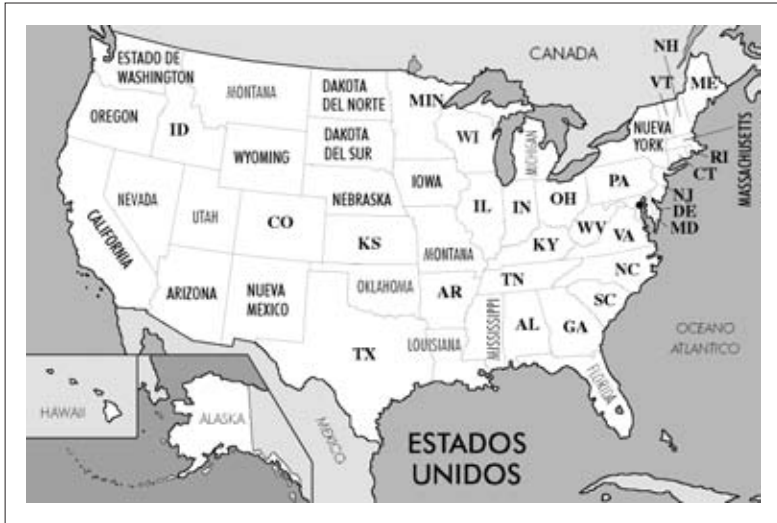 CANADA
NH
VT
ME
ESTADO DE
WASHINGTON
MONTANA
DAKOTA
DEL NORTE
MIN
OREGON
ID
WI
MICHIGAN
NUEVA
YORK
MASSACHUSETTS
WYOMING
DAKOTA
DEL SUR
RI
CT
IOWA
PA
NEVADA
NEBRASKA
IL
IN
OH
NJ
DE
MD
UTAH
CO
WV
VA
CALIFORNIA
KS
MONTANA
KY
NC
ARIZONA
NUEVA
MEXICO
OKLAHOMA
AR
TN
SC
MISSISSIPPI
AL
GA
OCEANO
ATLANTICO
TX
LOUISIANA
FLORIDA
HAWAII
ALASKA
MEXICO
ESTADOS
UNIDOS